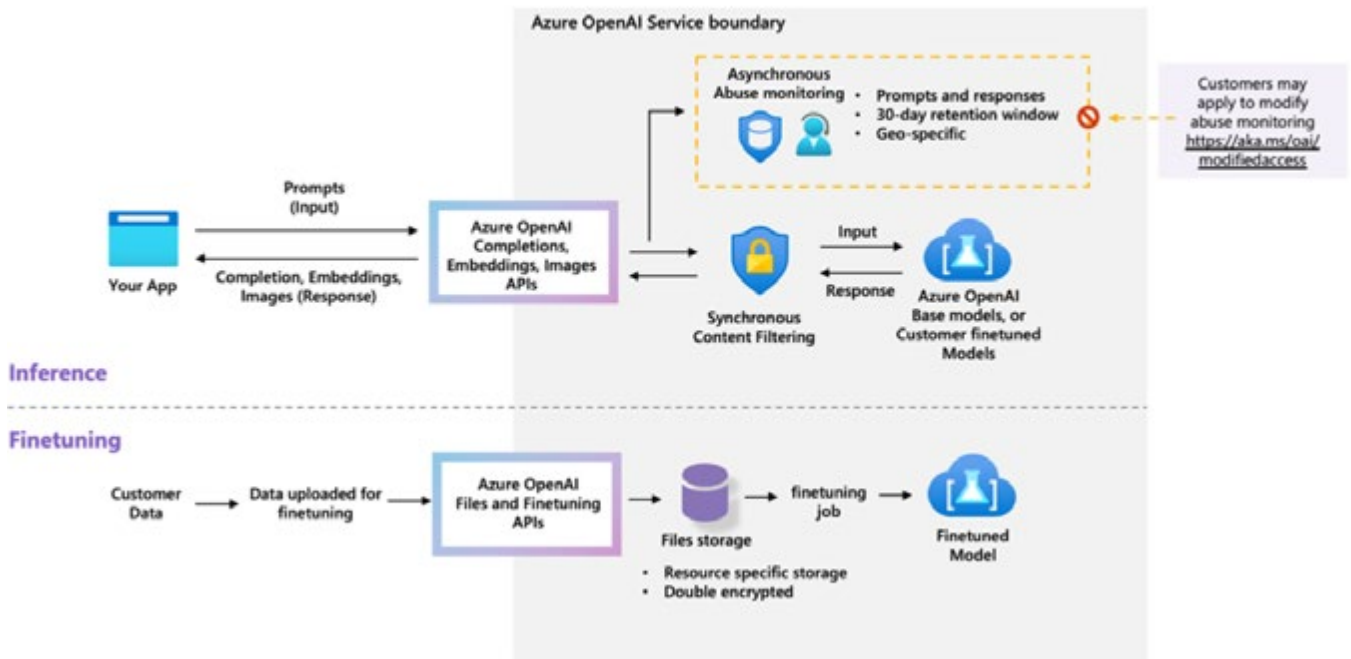 Azure OpenAI Service boundary
Asynchronous
Abuse monitoring
• Prompts and responses
• 30-day retention window
• Geo-specific
Customers may
apply to modify
abuse monitoring
https://aka.ms/oai/
modifiedaccess
Prompts
(Input)
Your App
Completion, Embeddings,
Images (Response)
Azure OpenAI
Completions,
Embeddings, Images
APIs
Synchronous
Content Filtering
Input
Response
Azure OpenAI
Base models, or
Customer finetuned
Models
Inference
Finetuning
Customer
Data
Data uploaded for
finetuning
Azure OpenAI
Files and Finetuning
APIs
Files storage
• Resource specific storage
• Double encrypted
finetuning
job
Finetuned
Model